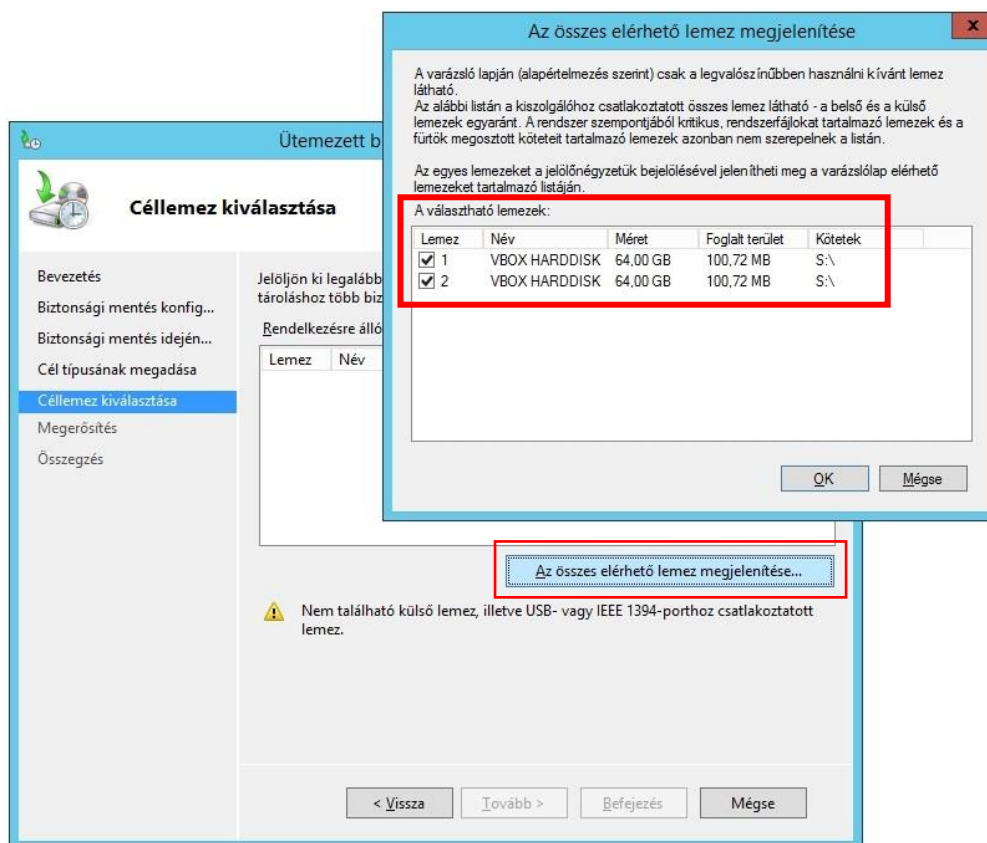 Az összes elérhető lemez megjelenítése
x
A varázsló lapján (alapértelmezés szerint) csak a legvalószínűbben használni kívánt lemez
látható.
Az alábbi listán a kiszolgálóhoz csatlakoztatott összes lemez látható - a belső és a külső
lemezek egyaránt. A rendszer szempontjából kritikus, rendszerfájlokat tartalmazó lemezek és a
fürtök megosztott köteteit tartalmazó lemezek azonban nem szerepelnek a listán.
Az egyes lemezeket a jelölőnégyzetük bejelölésével jelenítheti meg a varázslólap elérhető
lemezeket tartalmazó listáján.
A választható lemezek:
Lemez Név Méret Foglalt terület Kötetek
1 VBOX HARDDISK 64,00 GB 100,72 MB S:\
2 VBOX HARDDISK 64,00 GB 100,72 MB S:\
OK Mégse
Ütemezett b
Céllemez kiválasztása
Bevezetés
Biztonsági mentés konfig...
Biztonsági mentés idején...
Cél típusának megadása
Céllemez kiválasztása
Megerősítés
Összegzés
Jelöljön ki legalább
tároláshoz több biz
Rendelkezésre álló
Lemez Név
Az összes elérhető lemez megjelenítése...
Nem található külső lemez, illetve USB- vagy IEEE 1394-porthoz csatlakoztatott
lemez.
< Vissza Tovább > Befejezés Mégse